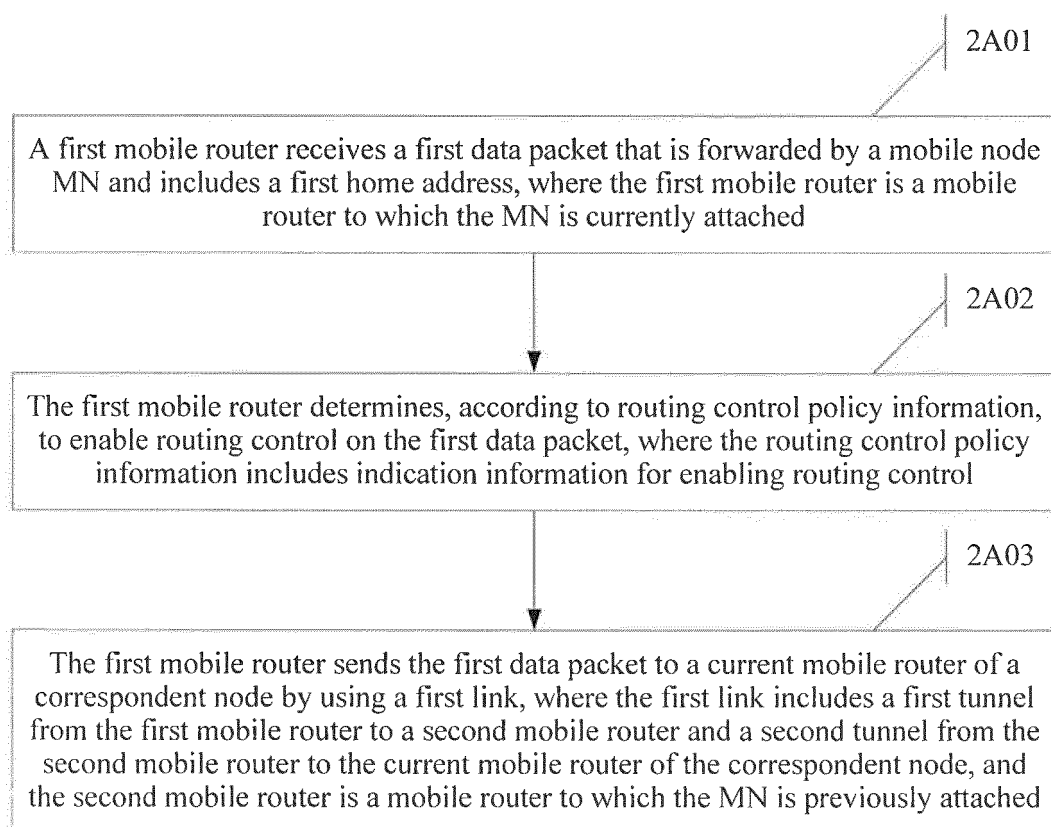 2A01
A first mobile router receives a first data packet that is forwarded by a mobile node
MN and includes a first home address, where the first mobile router is a mobile
router to which the MN is currently attached
2A02
The first mobile router determines, according to routing control policy information,
to enable routing control on the first data packet, where the routing control policy
information includes indication information for enabling routing control
2A03
The first mobile router sends the first data packet to a current mobile router of a
correspondent node by using a first link, where the first link includes a first tunnel
from the first mobile router to a second mobile router and a second tunnel from the
second mobile router to the current mobile router of the correspondent node, and
the second mobile router is a mobile router to which the MN is previously attached